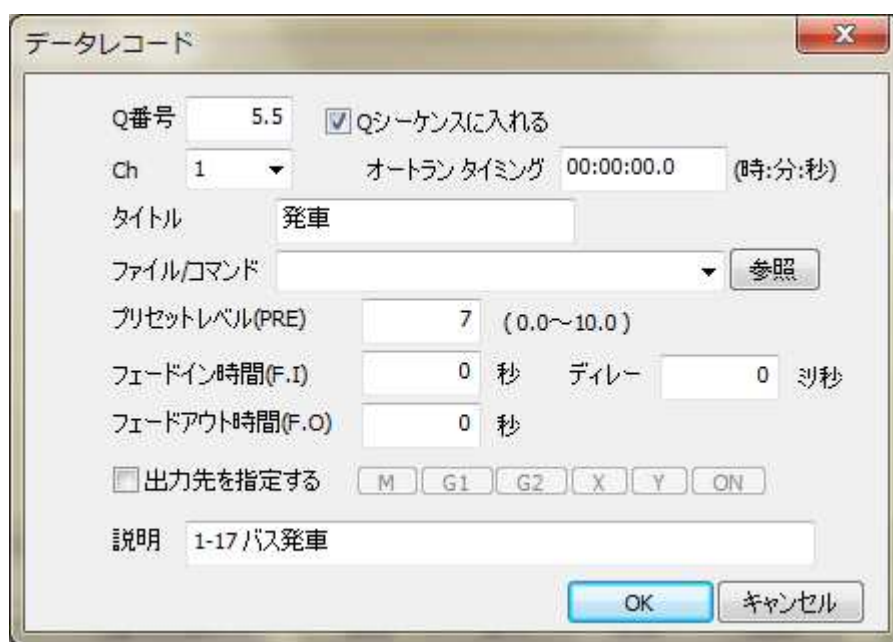 データレコード
Q番号 5.5 Qシーケンスに入れる
Ch 1 オートラン タイミング 00:00:00.0 (時:分:秒)
タイトル 発車
ファイル/コマンド 参照
プリセットレベル(PRE) 7 (0.0～10.0)
フェードイン時間(F.I) 0 秒 ディレー 0 ミリ秒
フェードアウト時間(F.O) 0 秒
出力先を指定する M G1 G2 X Y ON
説明 1-17 バス発車
OK キャンセル